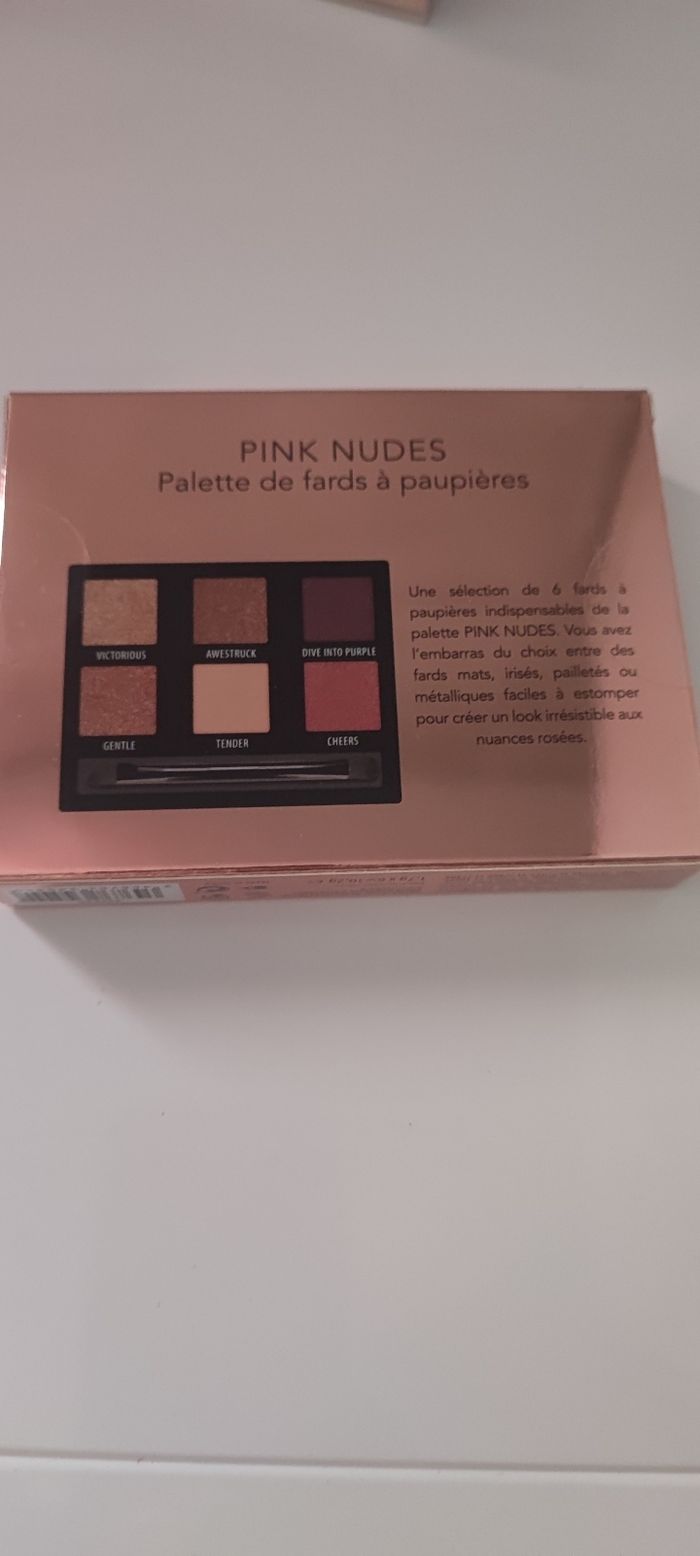 PINK NUDES
Palette de fards à paupières
VICTORIOUS AWESTRUCK DIVE INTO PURPLE
GENTLE TENDER CHEERS
Une sélection de 6 fards à
paupières indispensables de la
palette PINK NUDES. Vous avez
l'embarras du choix entre des
fards mats, irisés, pailletés ou
métalliques faciles à estomper
pour créer un look irrésistible aux
nuances rosées.